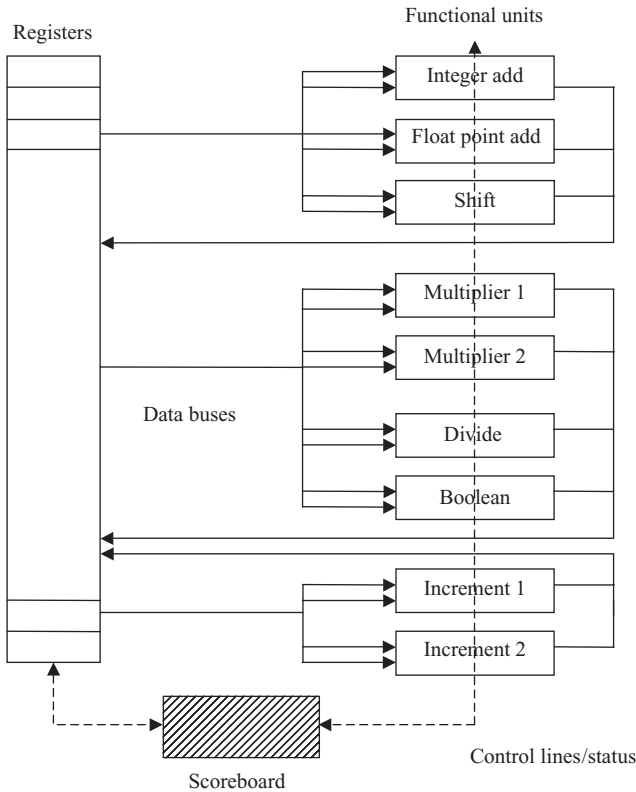 Functional units
Registers
Integer add
Float point add
Shift
Multiplier 1
Multiplier 2
Data buses
Divide
Boolean
Increment 1
Increment 2
Control lines/status
Scoreboard